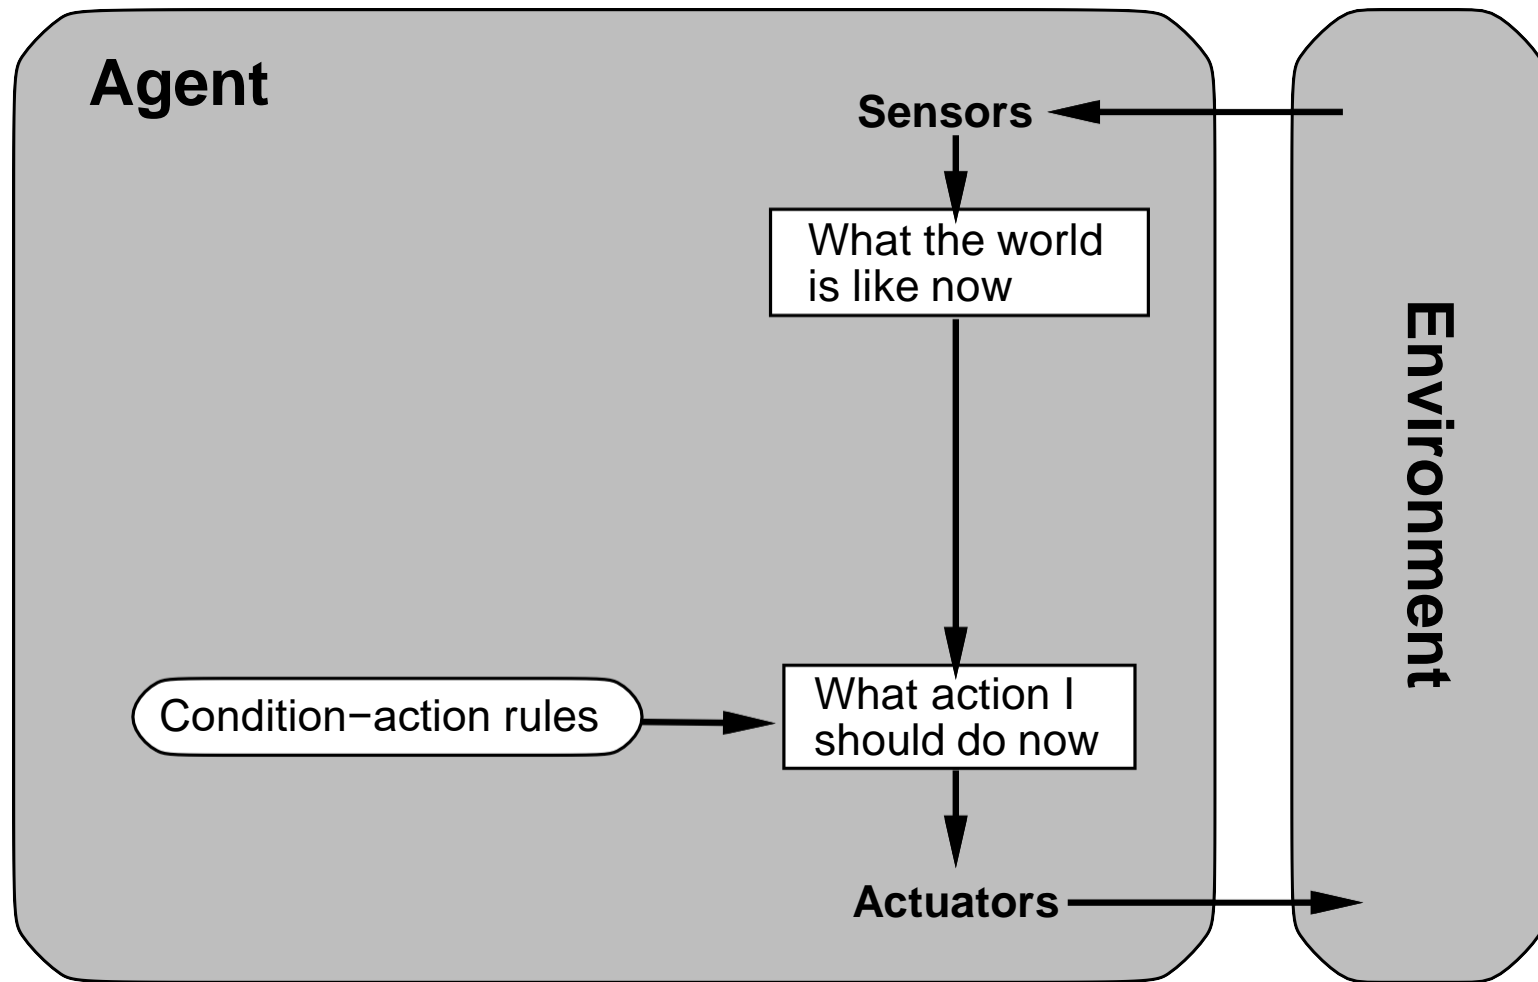 Agent
Sensors
What the world
is like now
Environment
Condition−action rules
What action I
should do now
Actuators